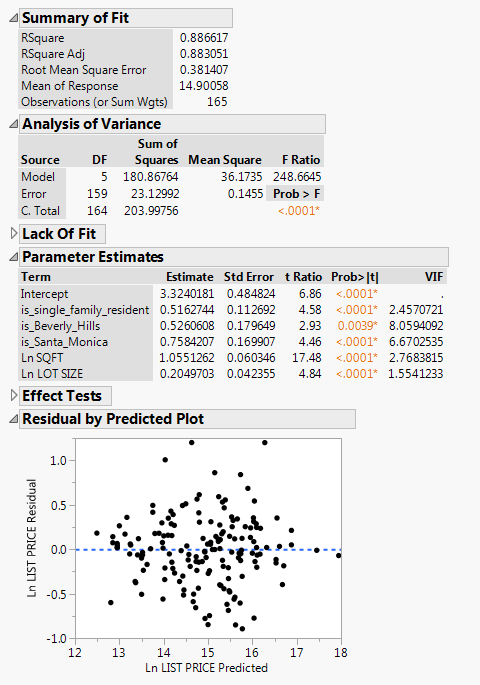 Summary of Fit
RSquare 0.886617
RSquare Adj 0.883051
Root Mean Square Error 0.381407
Mean of Response 14.90058
Observations (or Sum Wgts) 165
Analysis of Variance
Sum of
Source DF Squares Mean Square F Ratio
Model 5 180.86764 36.1735 248.6645
Error 159 23.12992 0.1455 Prob > F
C. Total 164 203.99756 <.0001*
Lack Of Fit
Parameter Estimates
Term Estimate Std Error t Ratio Prob>|t| VIF
Intercept 3.3240181 0.484824 6.86 <.0001* .
is_single_family_resident 0.5162744 0.112692 4.58 <.0001* 2.4570721
is_Beverly_Hills 0.5260608 0.179649 2.93 0.0039* 8.0594092
is_Santa_Monica 0.7584207 0.169907 4.46 <.0001* 6.6702535
Ln SQFT 1.0551262 0.060346 17.48 <.0001* 2.7683815
Ln LOT SIZE 0.2049703 0.042355 4.84 <.0001* 1.5541233
Effect Tests
Residual by Predicted Plot
Ln LIST PRICE Residual
1.0
0.5
0.0
-0.5
-1.0
12 13 14 15 16 17 18
Ln LIST PRICE Predicted